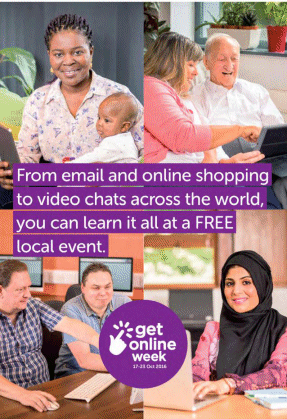 From email and online shopping
to video chats across the world,
you can learn it all at a FREE
local event.
get
online
week
17-23 Oct 2016